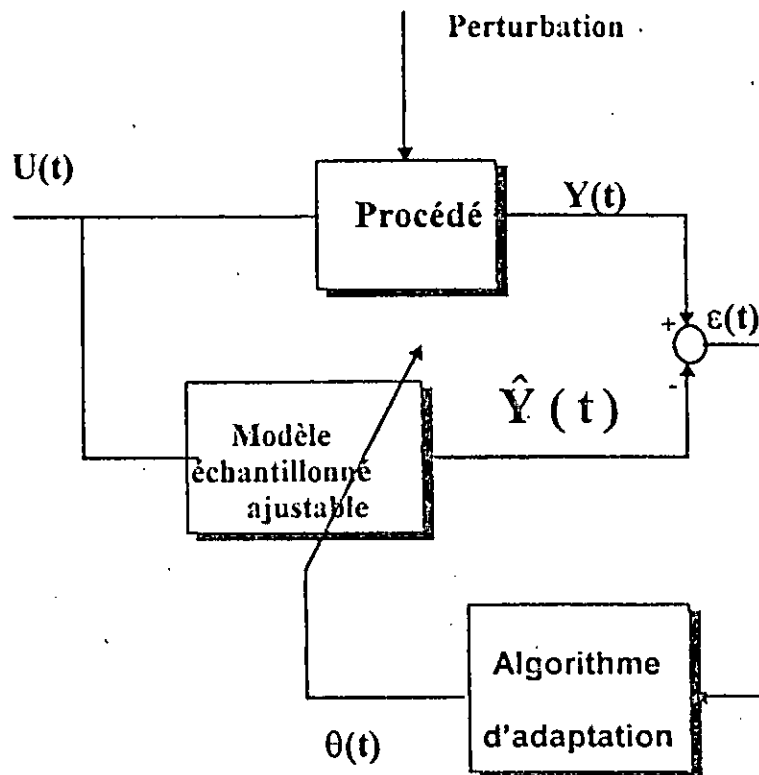 Perturbation
U(t)
Procédé
Y(t)
+
ε(t)
-
Ŷ(t)
Modèle
échantillonné
ajustable
Algorithme
d'adaptation
θ(t)